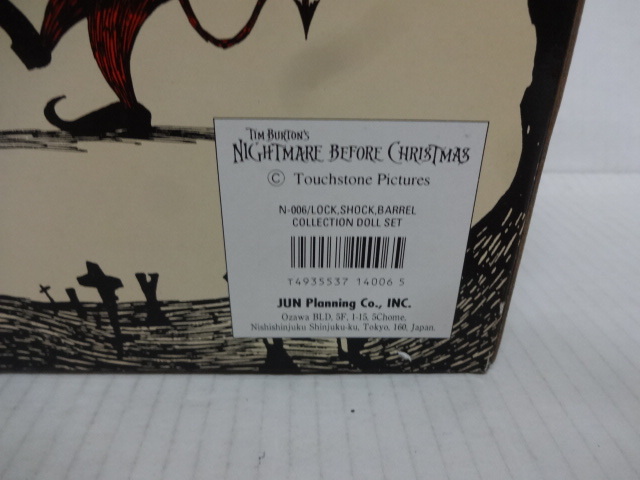 TIM BURTON'S
NIGHTMARE BEFORE CHRISTMAS
© Touchstone Pictures
N-006/LOCK,SHOCK,BARREL
COLLECTION DOLL SET
T4935537 14006 5
JUN Planning Co., INC.
Ozawa BLD. 5F, 1-15, 5Chome,
Nishishinjuku Shinjuku-ku, Tokyo, 160, Japan.